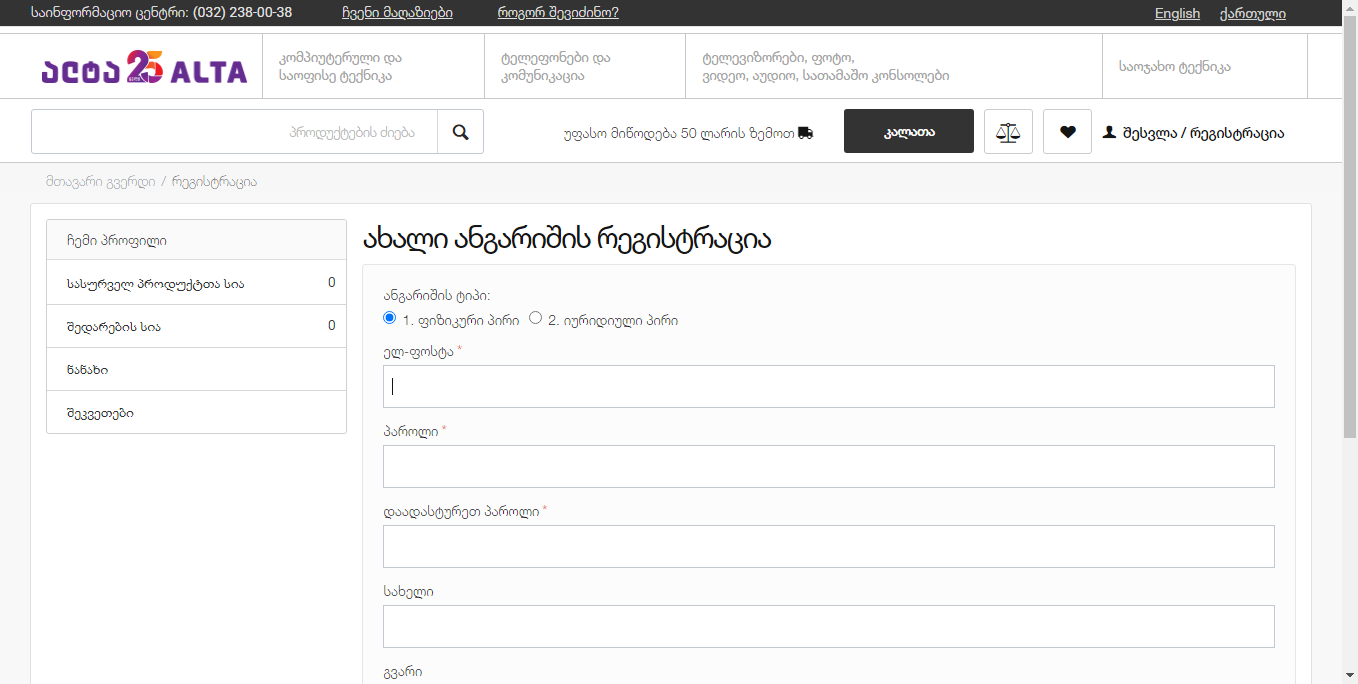 საინფორმაციო ცენტრი: (032) 238-00-38
ჩვენი მაღაზიები
როგორ შევიძინო?
English
ქართული
ალტა 25 ALTA
კომპიუტერული და
საოფისე ტექნიკა
ტელეფონები და
კომუნიკაცია
ტელევიზორები, ფოტო,
ვიდეო, აუდიო, სათამაშო კონსოლები
საოჯახო ტექნიკა
პროდუქტების ძიება
უფასო მიწოდება 50 ლარის ზემოთ
კალათა
შესვლა / რეგისტრაცია
მთავარი გვერდი / რეგისტრაცია
ჩემი პროფილი
სასურველ პროდუქტთა სია 0
შედარების სია 0
ნანახი
შეკვეთები
ახალი ანგარიშის რეგისტრაცია
ანგარიშის ტიპი:
1. ფიზიკური პირი 2. იურიდიული პირი
ელ-ფოსტა *
პაროლი *
დაადასტურეთ პაროლი *
სახელი
გვარი